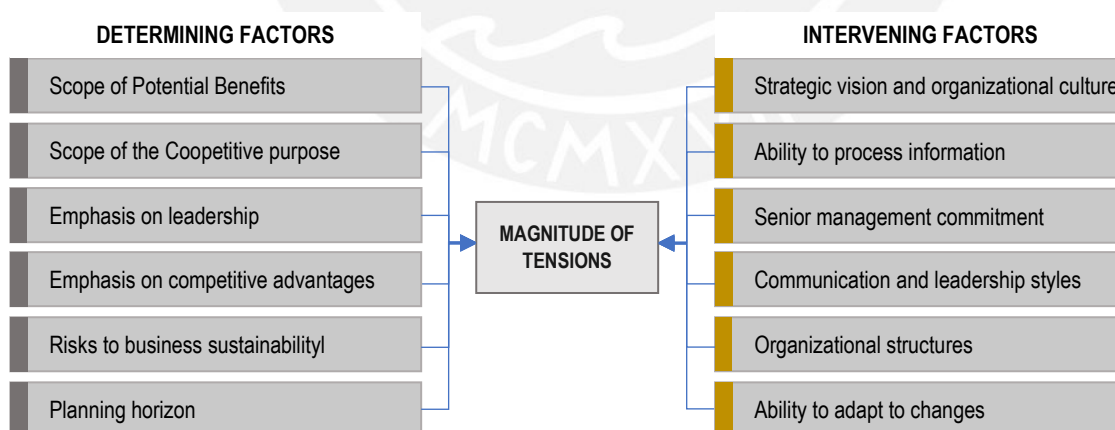 DETERMINING FACTORS
Scope of Potential Benefits
Scope of the Coopetitive purpose
Emphasis on leadership
Emphasis on competitive advantages
Risks to business sustainabilityl
Planning horizon
MAGNITUDE OF
TENSIONS
INTERVENING FACTORS
Strategic vision and organizational culture
Ability to process information
Senior management commitment
Communication and leadership styles
Organizational structures
Ability to adapt to changes